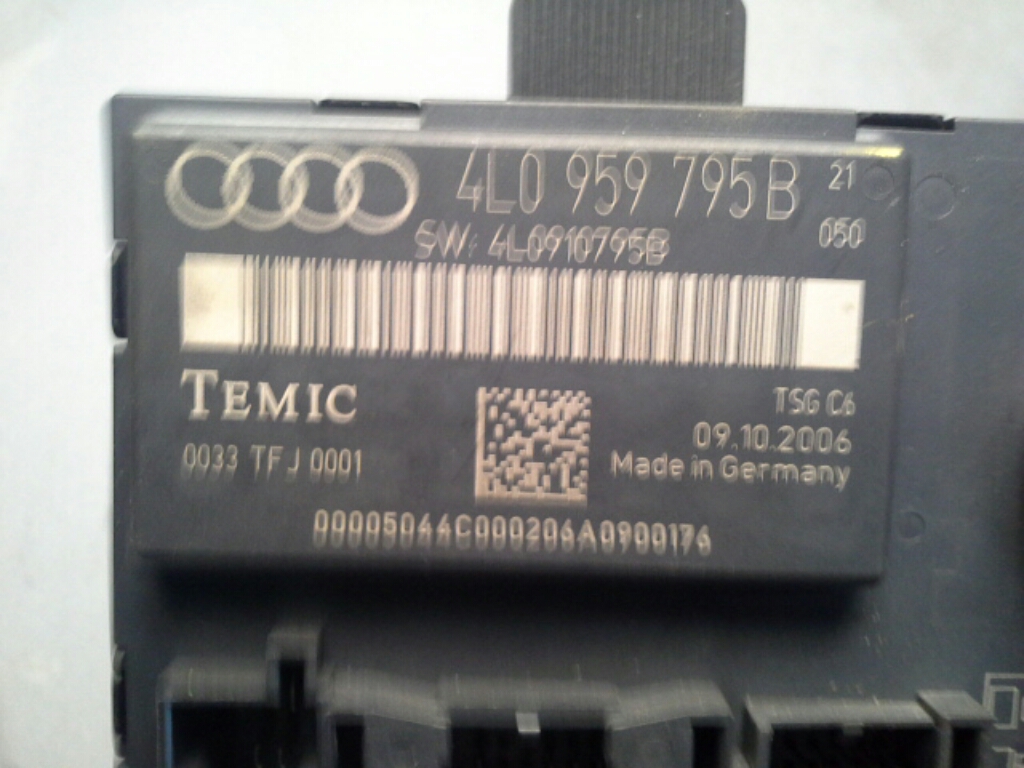 4L0 959 795B 21
SW: 4L0910795B 050
TEMIC
TSG C6
09.10.2006
0033 TFJ 0001
Made in Germany
00005044C000206A0900176